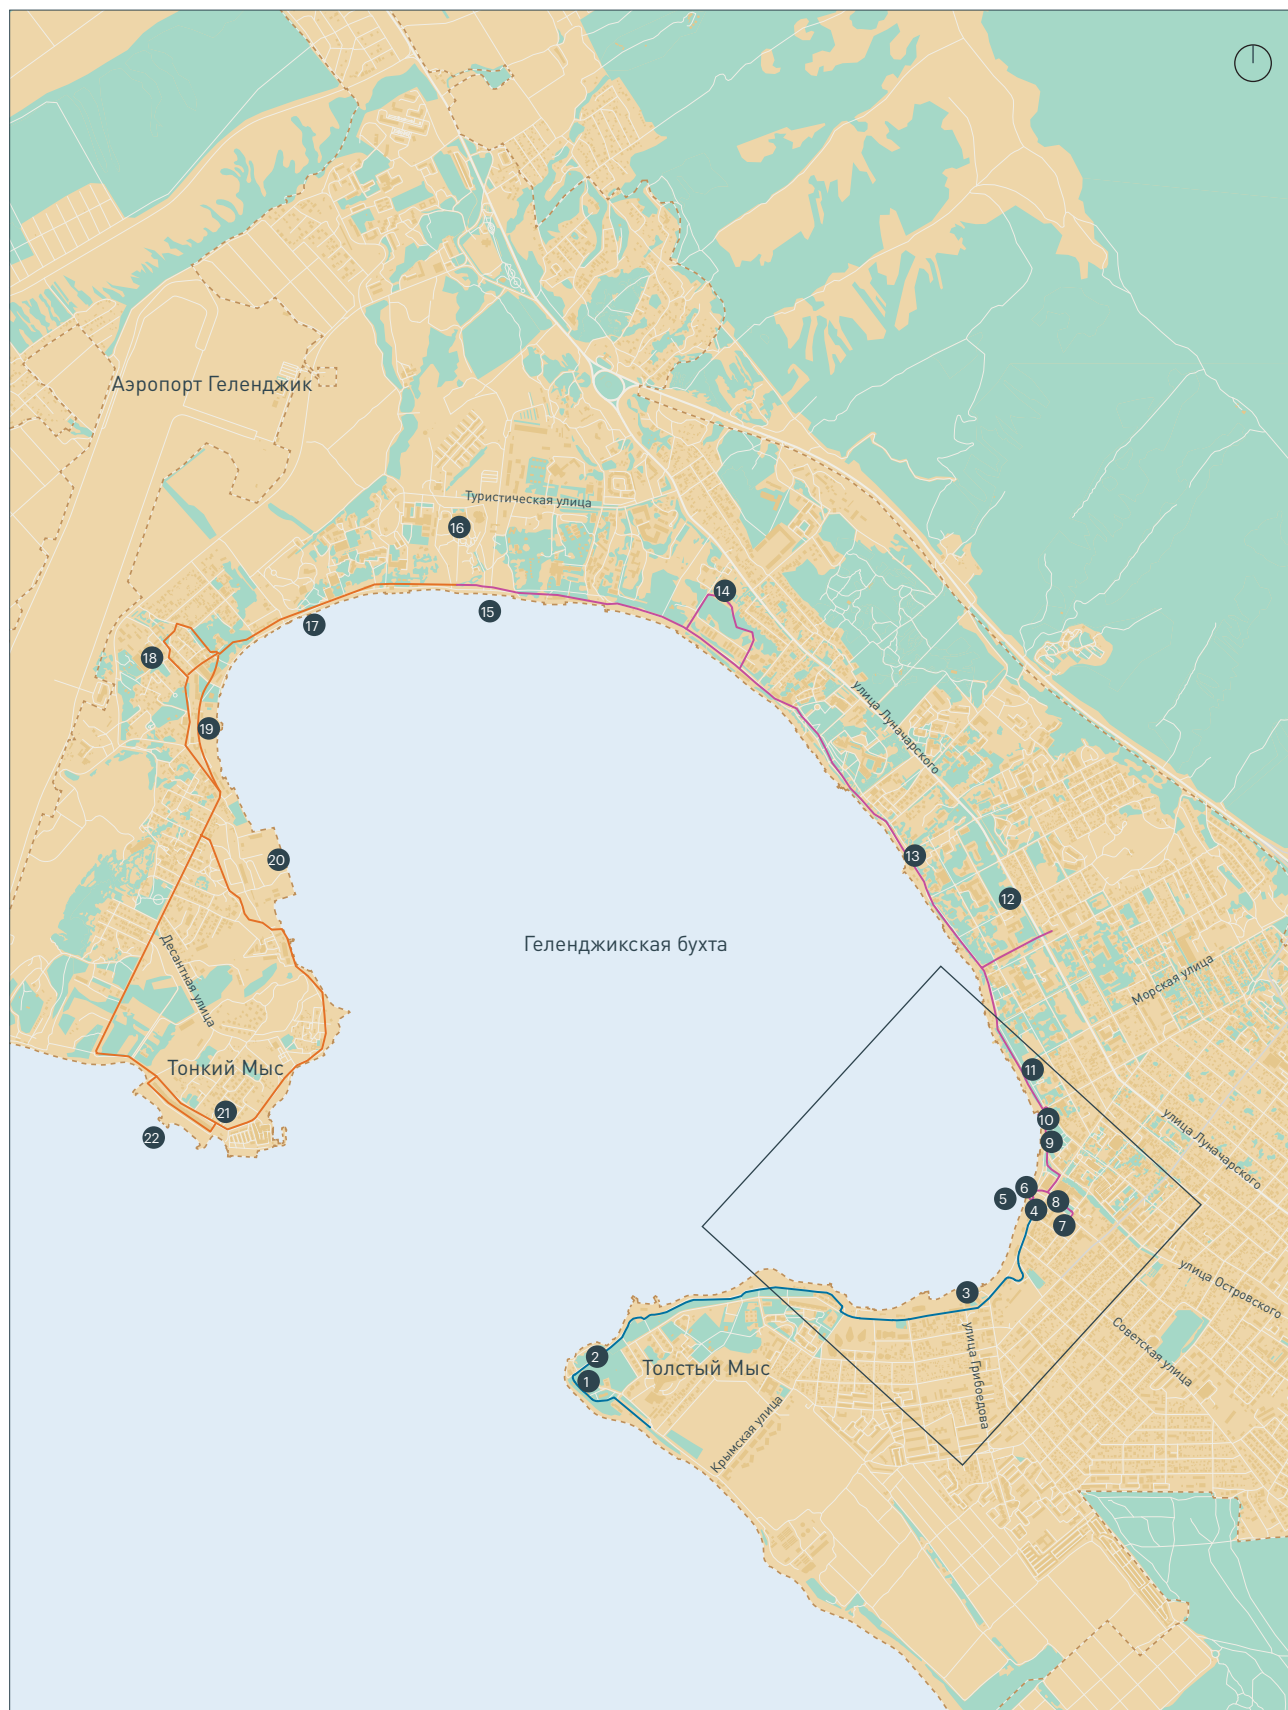 Аэропорт Геленджик
Туристическая улица
16
14
15
17
18
19
улица Луначарского
20
13
12
Геленджикская бухта
Десантная улица
Морская улица
Тонкий Мыс
11
21
22
10
9
улица Луначарского
6
5
8
4
7
улица Островского
3
Советская улица
улица Грибоедова
2
Толстый Мыс
1
Крымская улица